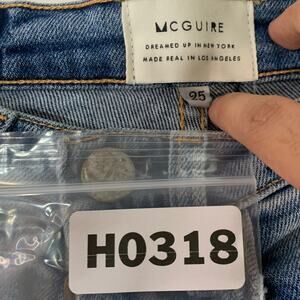 MCGUIRE
DREAMED UP IN NEW YORK
MADE REAL IN LOS ANGELES
25
H0318